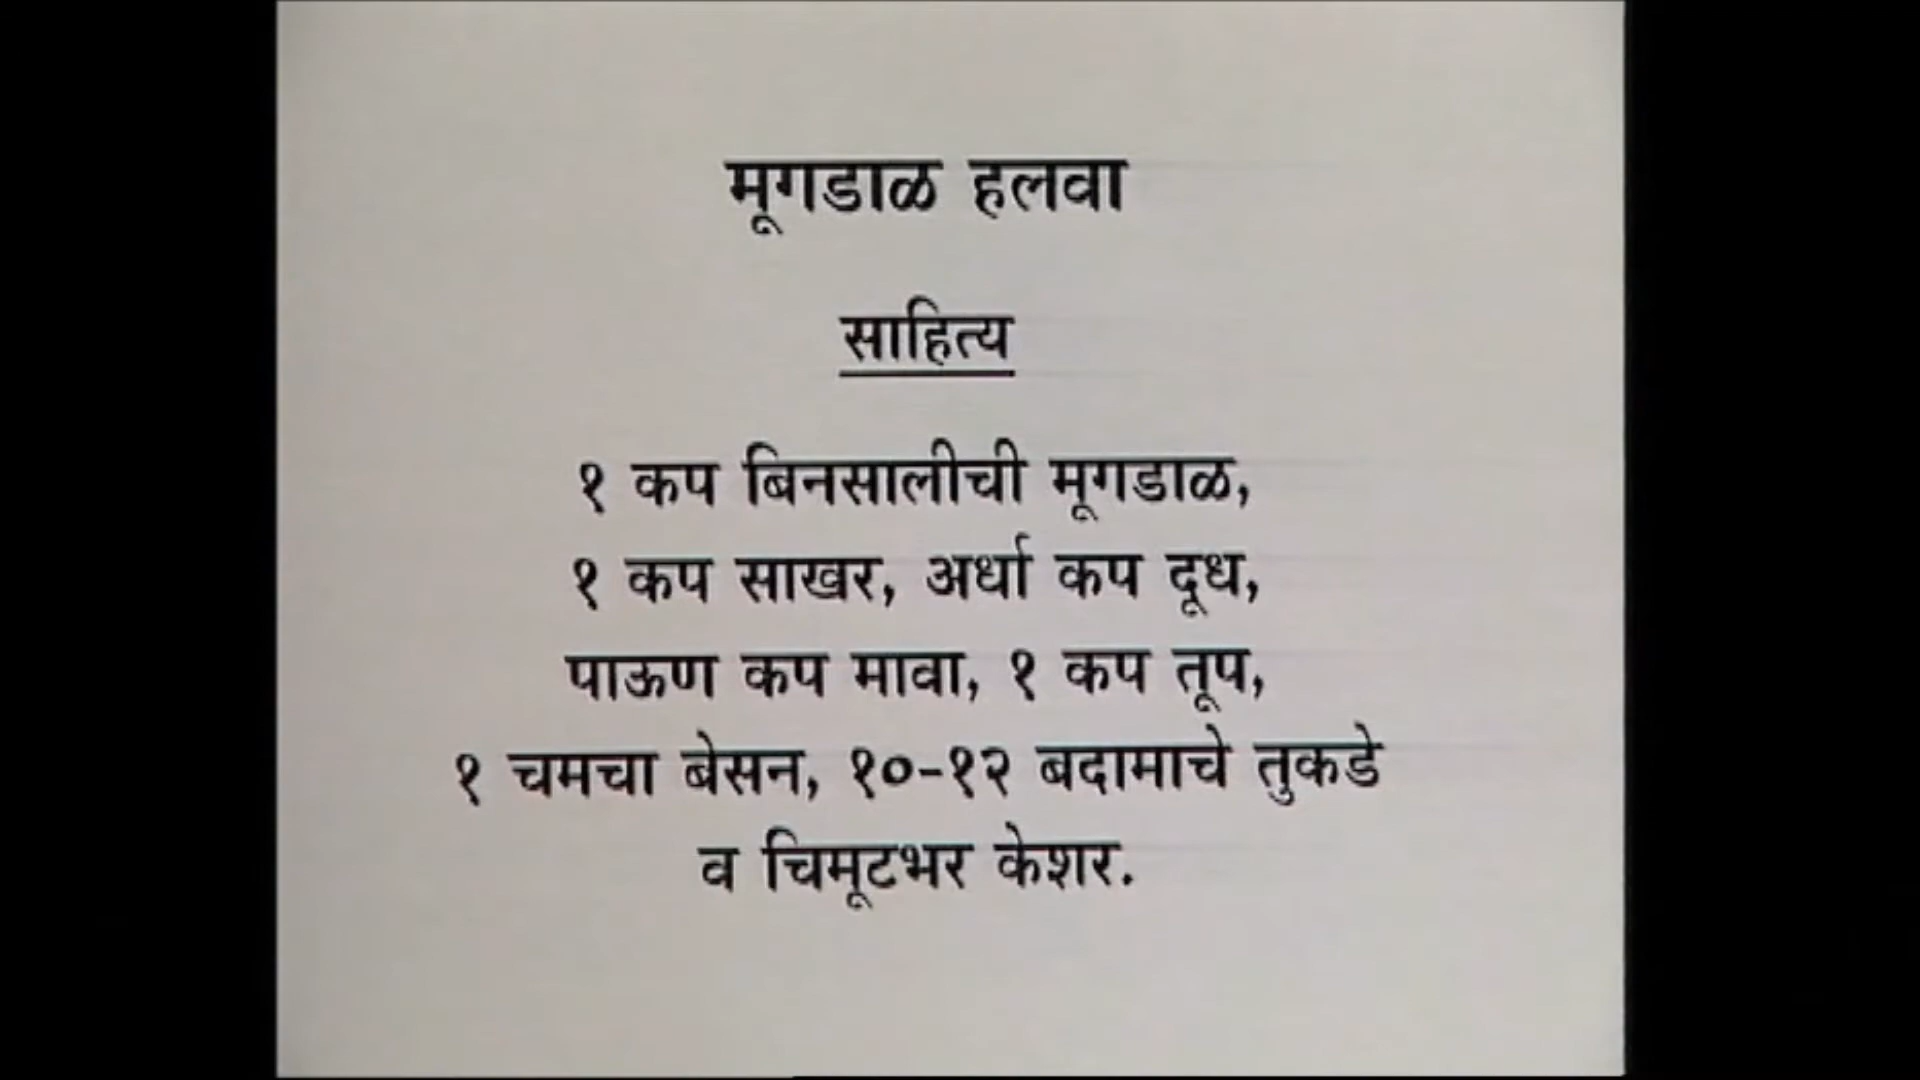 मूगडाळ हलवा
साहित्य
१ कप बिनसालीची मूगडाळ,
१ कप साखर, अर्धा कप दूध,
पाऊण कप मावा, १ कप तूप,
१ चमचा बेसन, १०-१२ बदामाचे तुकडे
व चिमूटभर केशर.